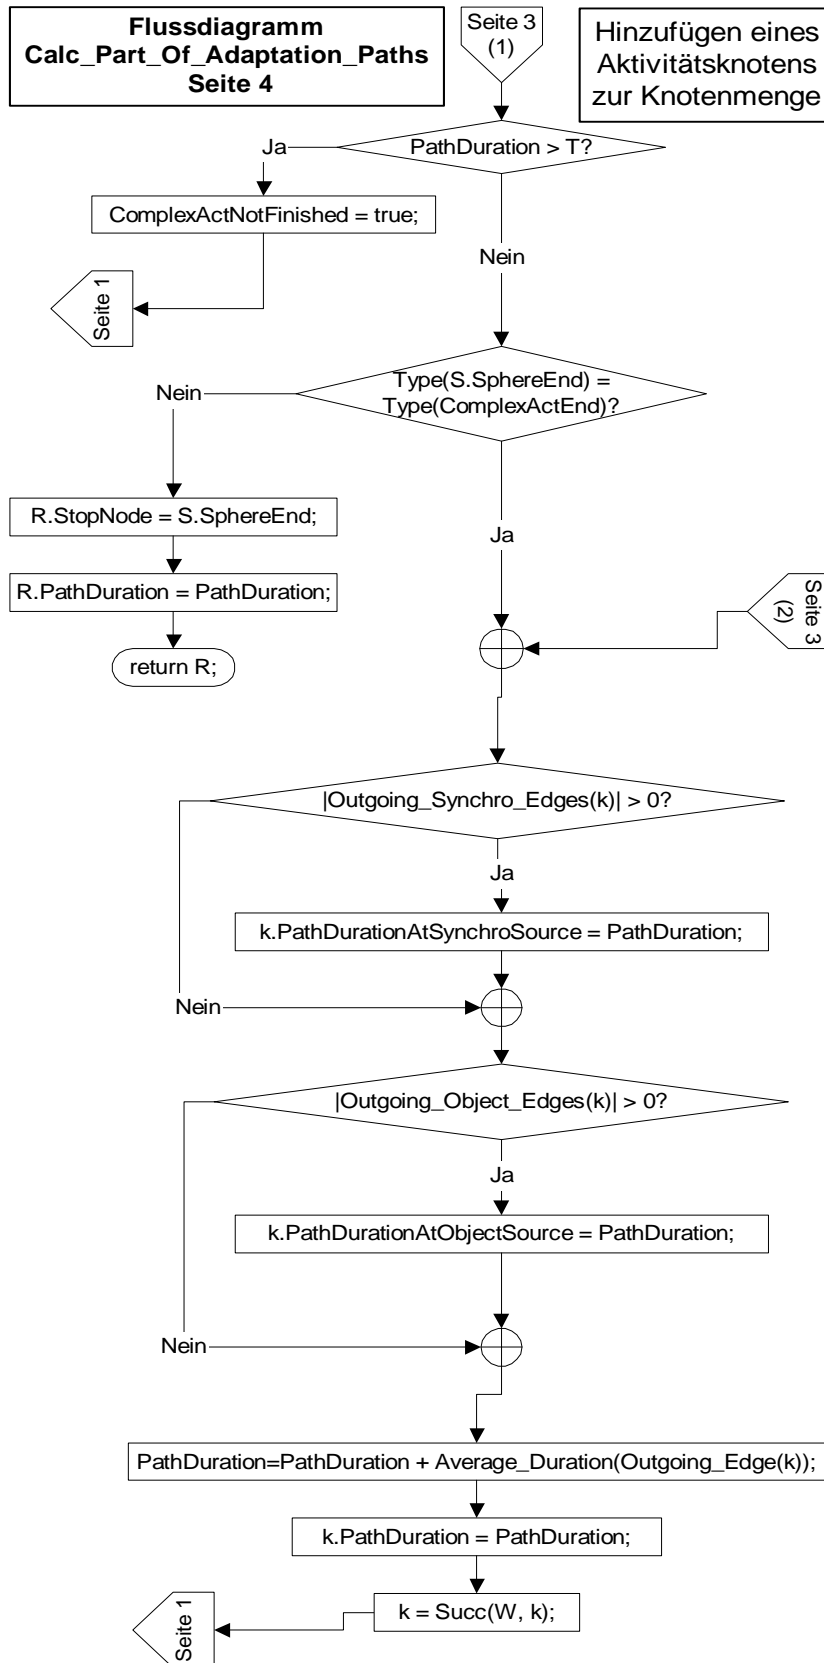 Flussdiagramm
Calc_Part_Of_Adaptation_Paths
Seite 4
Seite 3
(1)
Hinzufügen eines
Aktivitätsknotens
zur Knotenmenge
PathDuration > T?
Ja
ComplexActNotFinished = true;
Nein
Seite 1
Type(S.SphereEnd) =
Type(ComplexActEnd)?
Nein
R.StopNode = S.SphereEnd;
Ja
R.PathDuration = PathDuration;
Seite 3
(2)
return R;
|Outgoing_Synchro_Edges(k)| > 0?
Ja
k.PathDurationAtSynchroSource = PathDuration;
Nein
|Outgoing_Object_Edges(k)| > 0?
Ja
k.PathDurationAtObjectSource = PathDuration;
Nein
PathDuration=PathDuration + Average_Duration(Outgoing_Edge(k));
k.PathDuration = PathDuration;
k = Succ(W, k);
Seite 1